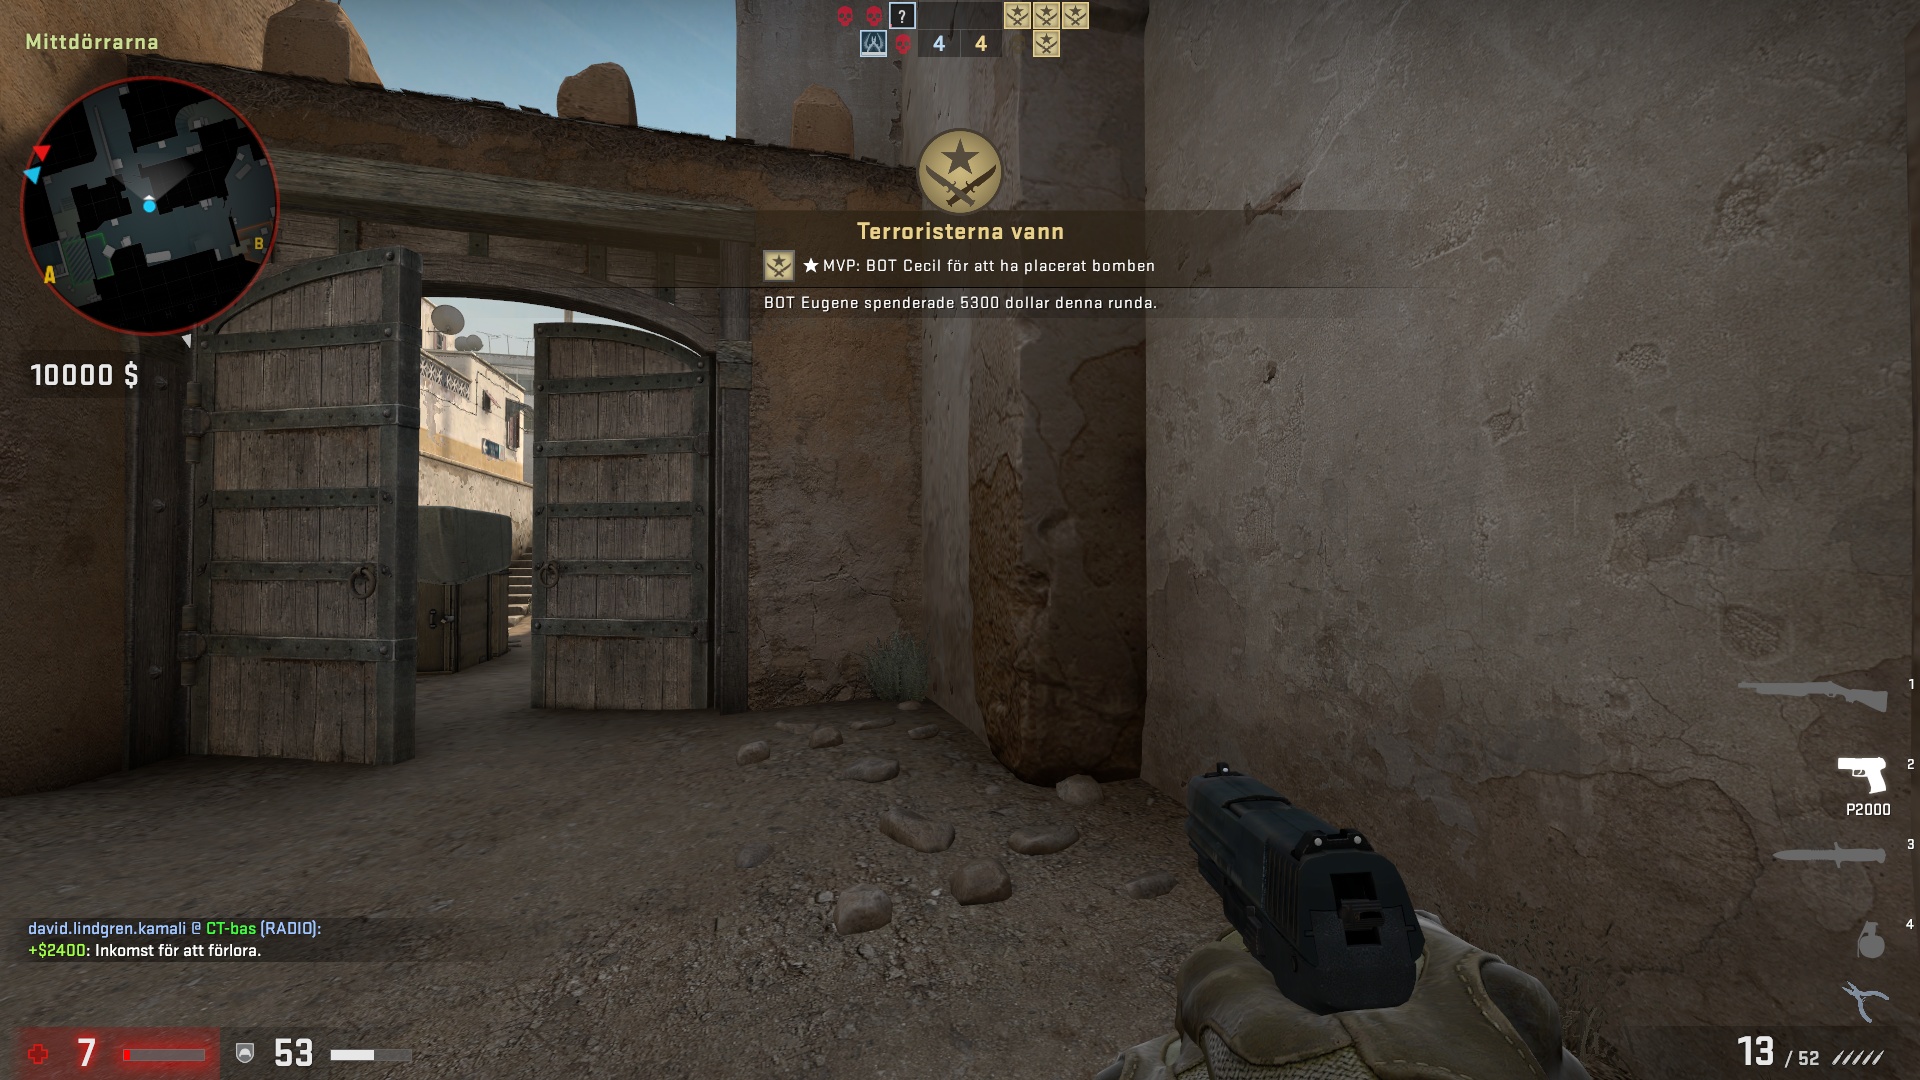 Mittdörrarna
?
4 4
A
B
Terroristerna vann
★ MVP: BOT Cecil för att ha placerat bomben
BOT Eugene spenderade 5300 dollar denna runda.
10000 $
1
2
P2000
3
4
david.lindgren.kamali @ CT-bas (RADIO):
+$2400: Inkomst för att förlora.
7
53
13 / 52